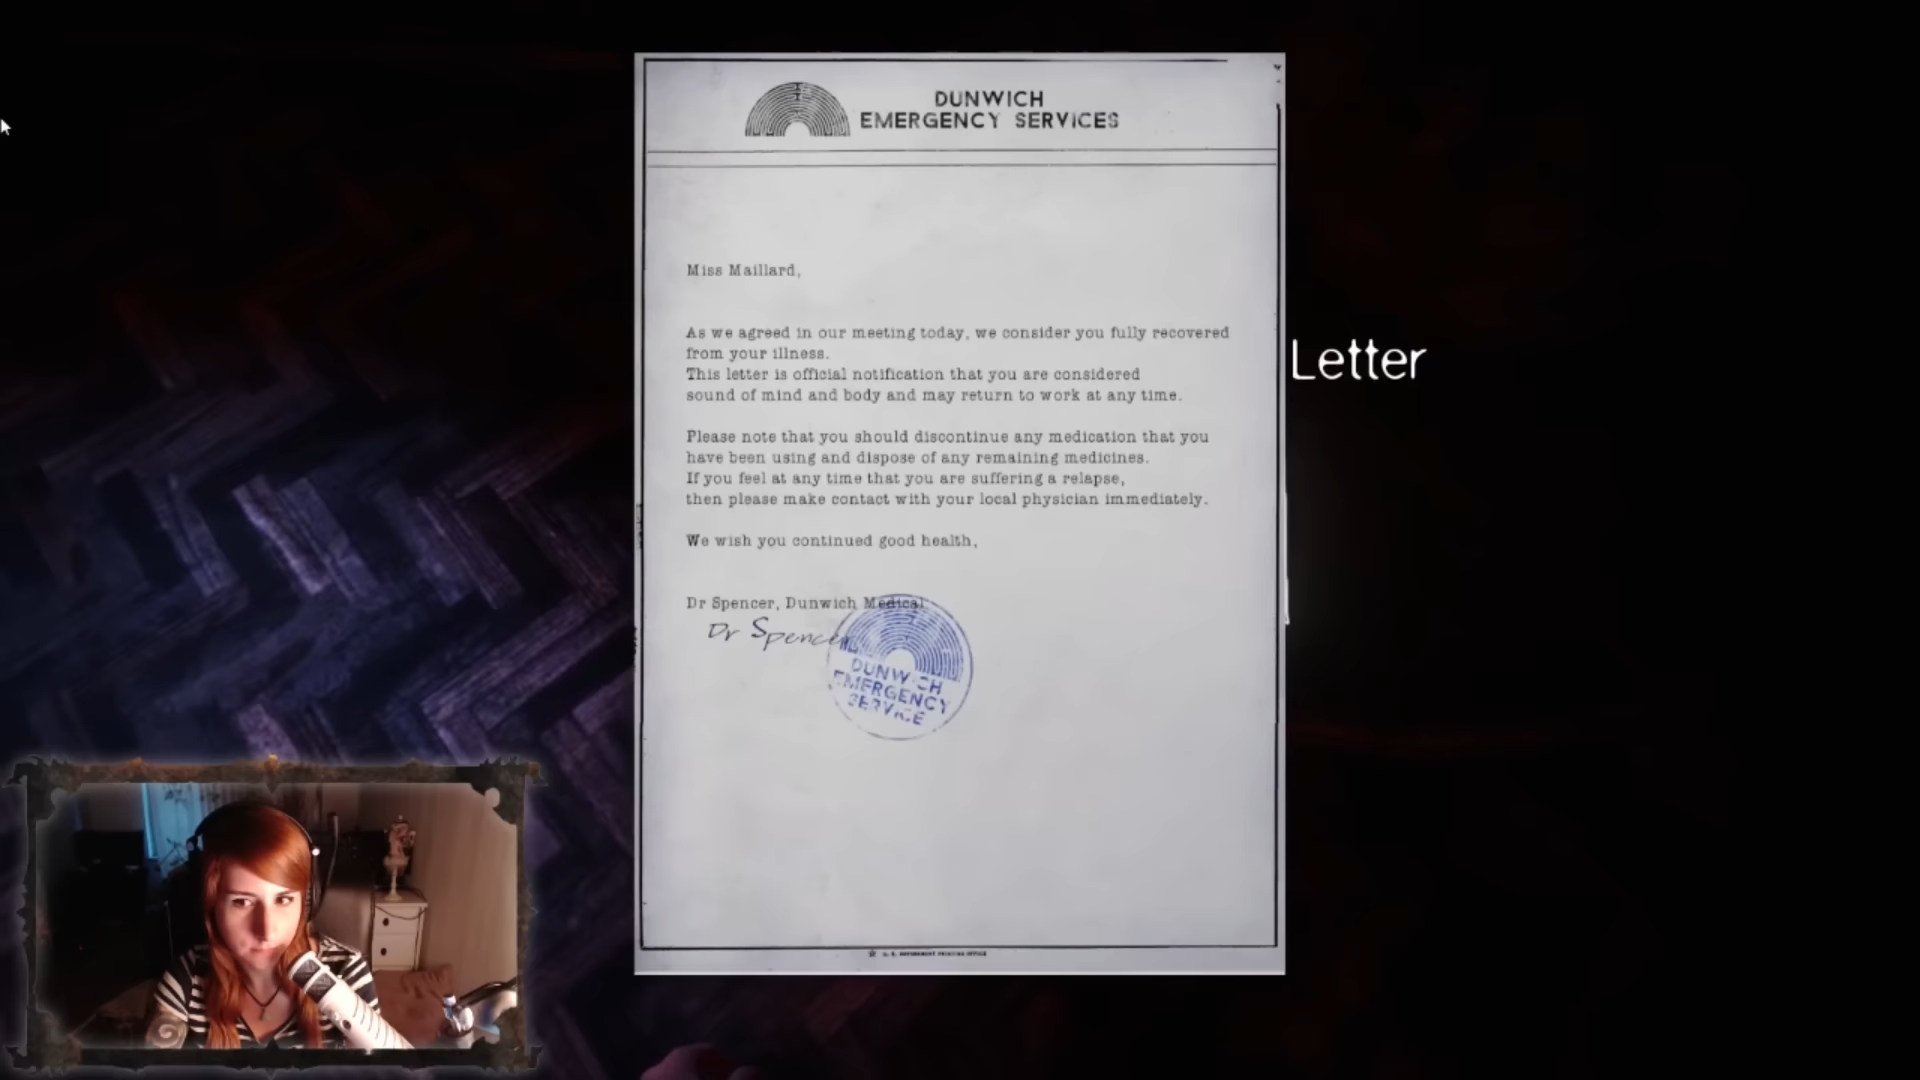 DUNWICH
EMERGENCY SERVICES
Miss Maillard,
As we agreed in our meeting today, we consider you fully recovered
from your illness.
This letter is official notification that you are considered
sound of mind and body and may return to work at any time.
Please note that you should discontinue any medication that you
have been using and dispose of any remaining medicines.
If you feel at any time that you are suffering a relapse,
then please make contact with your local physician immediately.
We wish you continued good health,
Dr Spencer, Dunwich Medical
Dr Spencer
DUNWICH
EMERGENCY
SERVICE
U. S. GOVERNMENT PRINTING OFFICE
Letter